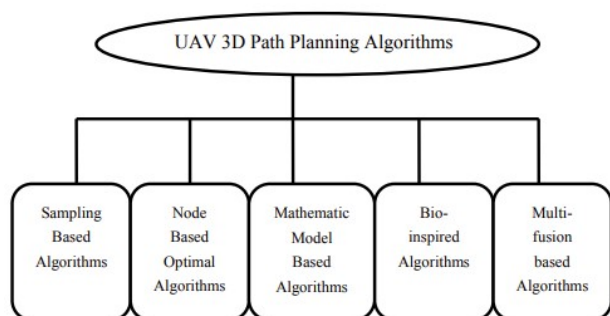 UAV 3D Path Planning Algorithms
Sampling
Based
Algorithms
Node
Based
Optimal
Algorithms
Mathematic
Model
Based
Algorithms
Bio-
inspired
Algorithms
Multi-
fusion
based
Algorithms